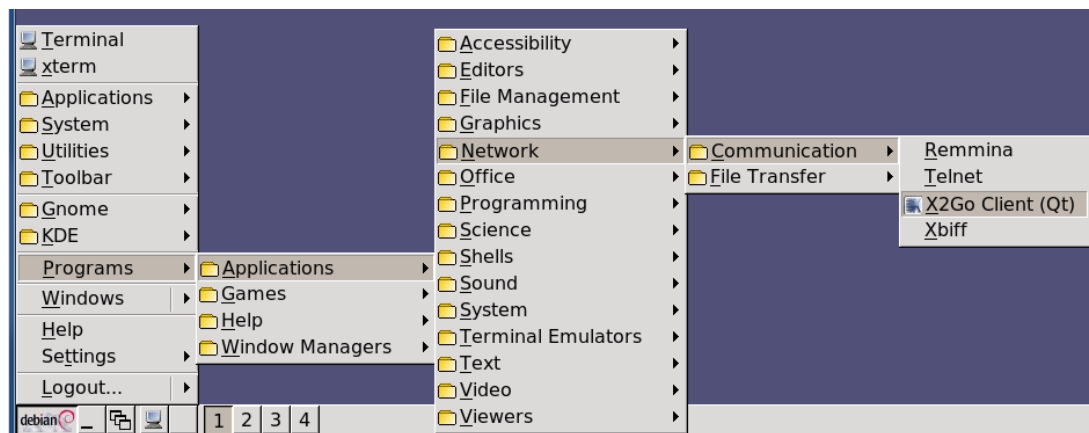 Terminal
xterm
Applications
System
Utilities
Toolbar
Gnome
KDE
Programs
Windows
Help
Settings
Logout...
Applications
Games
Help
Window Managers
Accessibility
Editors
File Management
Graphics
Network
Office
Programming
Science
Shells
Sound
System
Terminal Emulators
Text
Video
Viewers
Communication
File Transfer
Remmina
Telnet
X2Go Client (Qt)
Xbiff
debian
1 2 3 4